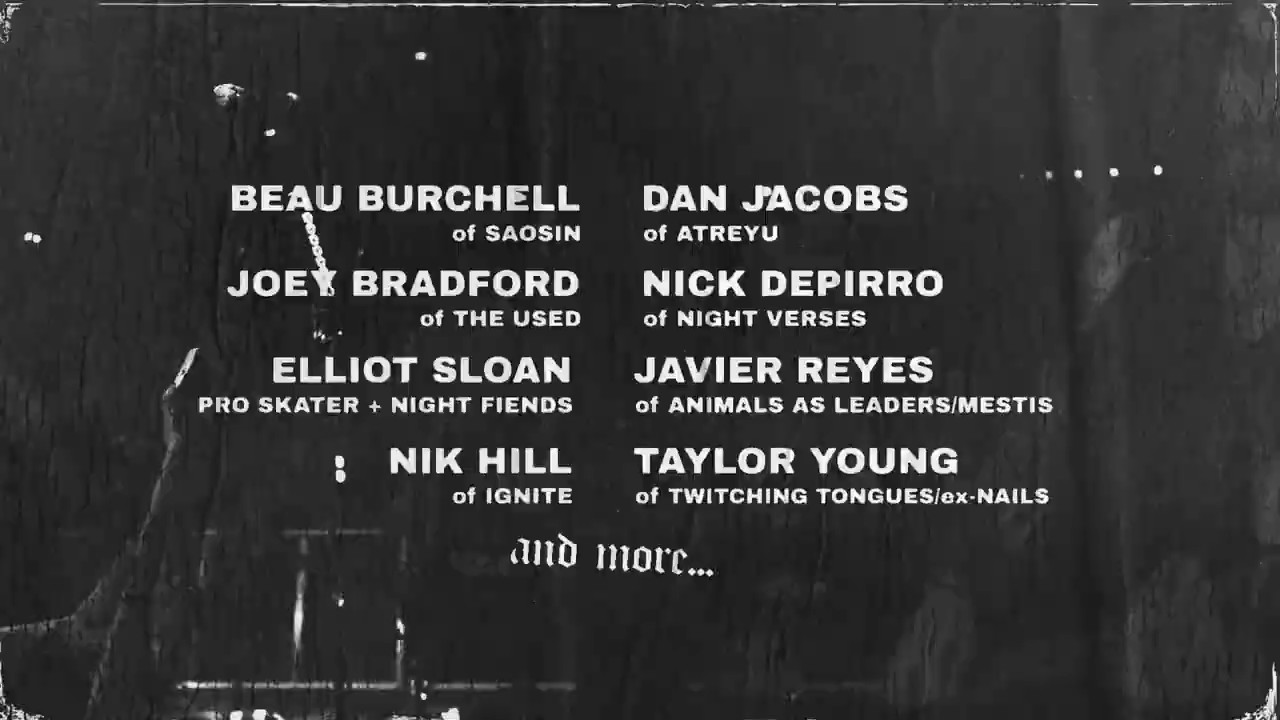 BEAU BURCHELL
of SAOSIN
DAN JACOBS
of ATREYU
JOEY BRADFORD
of THE USED
NICK DEPIRRO
of NIGHT VERSES
ELLIOT SLOAN
PRO SKATER + NIGHT FIENDS
JAVIER REYES
of ANIMALS AS LEADERS/MESTIS
NIK HILL
of IGNITE
TAYLOR YOUNG
of TWITCHING TONGUES/ex-NAILS
and more...